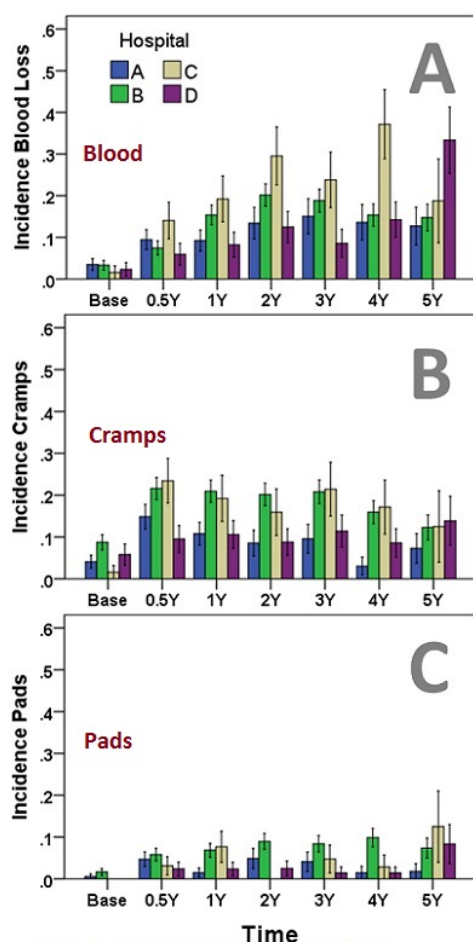 Hospital
A C
B D
A
Blood
Incidence Blood Loss
.6
.5
.4
.3
.2
.1
.0
Base 0.5Y 1Y 2Y 3Y 4Y 5Y
B
Cramps
Incidence Cramps
.6
.5
.4
.3
.2
.1
.0
Base 0.5Y 1Y 2Y 3Y 4Y 5Y
C
Pads
Incidence Pads
.6
.5
.4
.3
.2
.1
.0
Base 0.5Y 1Y 2Y 3Y 4Y 5Y
Time